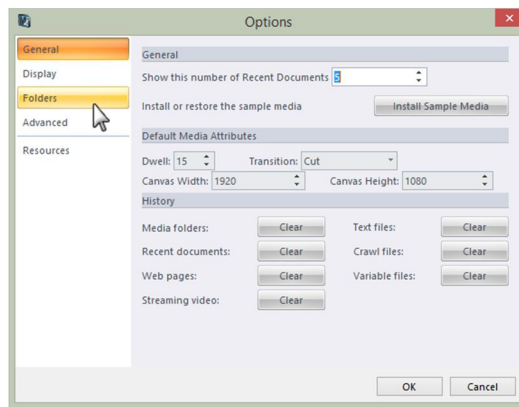 Options
General
Display
Folders
Advanced
Resources
General
Show this number of Recent Documents 5
Install or restore the sample media Install Sample Media
Default Media Attributes
Dwell: 15 Transition: Cut
Canvas Width: 1920 Canvas Height: 1080
History
Media folders: Clear Text files: Clear
Recent documents: Clear Crawl files: Clear
Web pages: Clear Variable files: Clear
Streaming video: Clear
OK Cancel